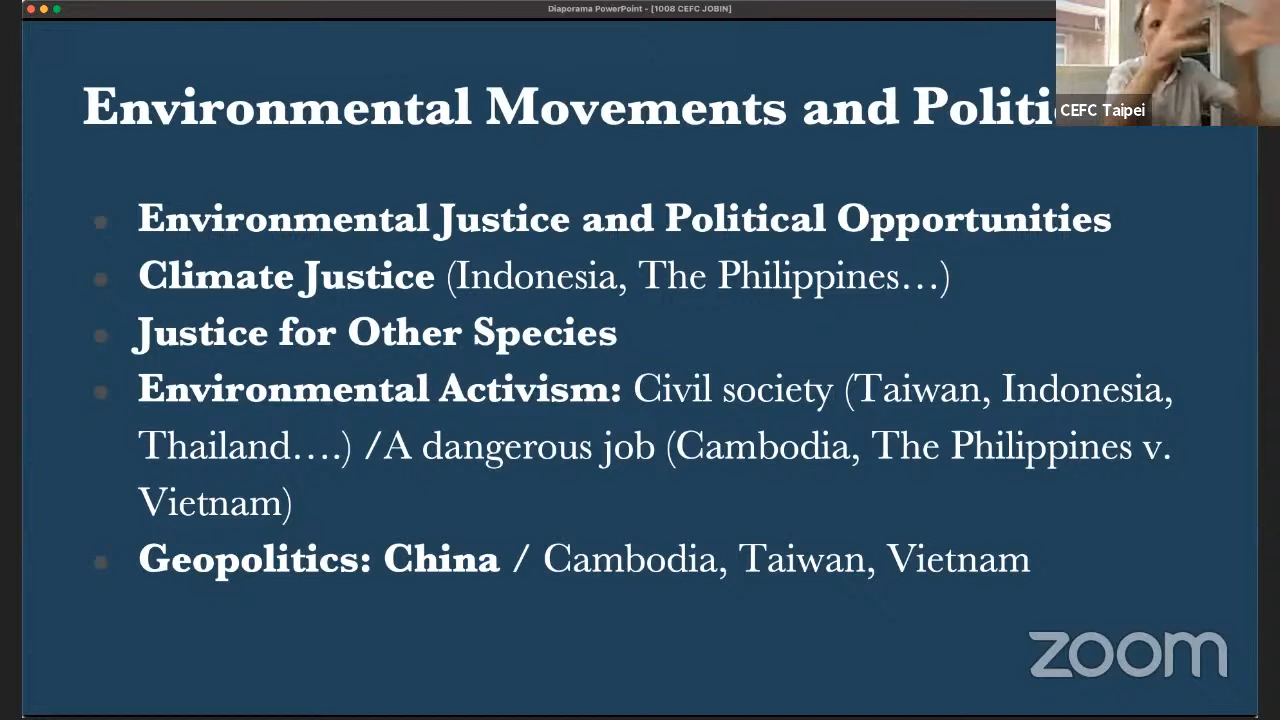 Diaporama PowerPoint - [1008 CEFC JOBIN]
Environmental Movements and Politi
CEFC Taipei
Environmental Justice and Political Opportunities
Climate Justice (Indonesia, The Philippines…)
Justice for Other Species
Environmental Activism: Civil society (Taiwan, Indonesia,
Thailand….) /A dangerous job (Cambodia, The Philippines v.
Vietnam)
Geopolitics: China / Cambodia, Taiwan, Vietnam
zoom